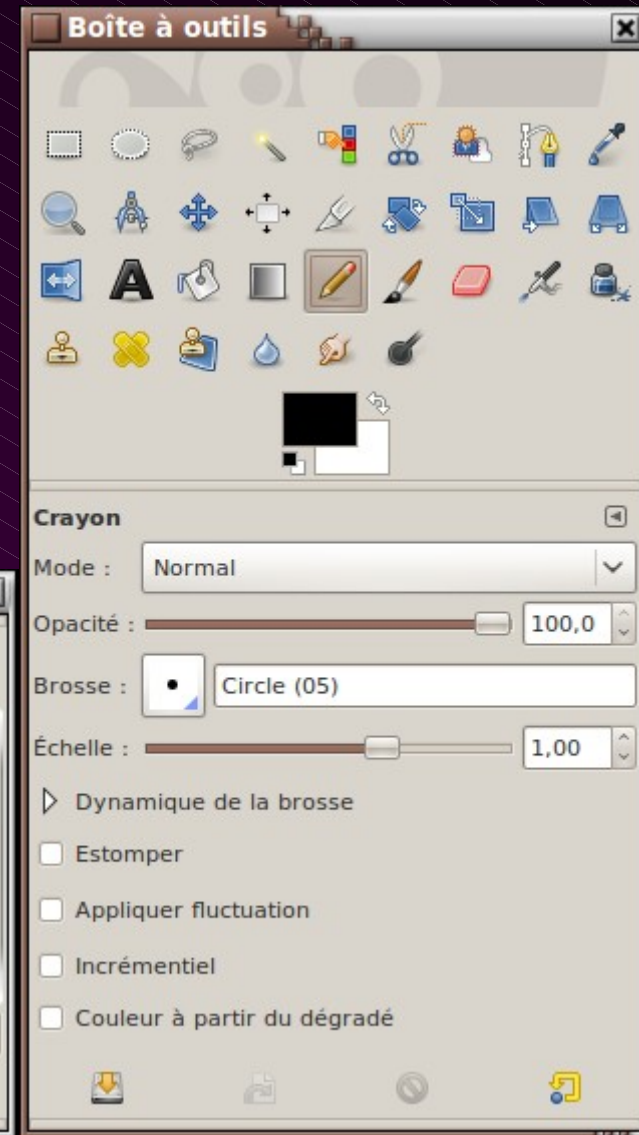 Boîte à outils
Crayon
Mode : Normal
Opacité : 100,0
Brosse : Circle (05)
Échelle : 1,00
Dynamique de la brosse
Estomper
Appliquer fluctuation
Incrémentiel
Couleur à partir du dégradé